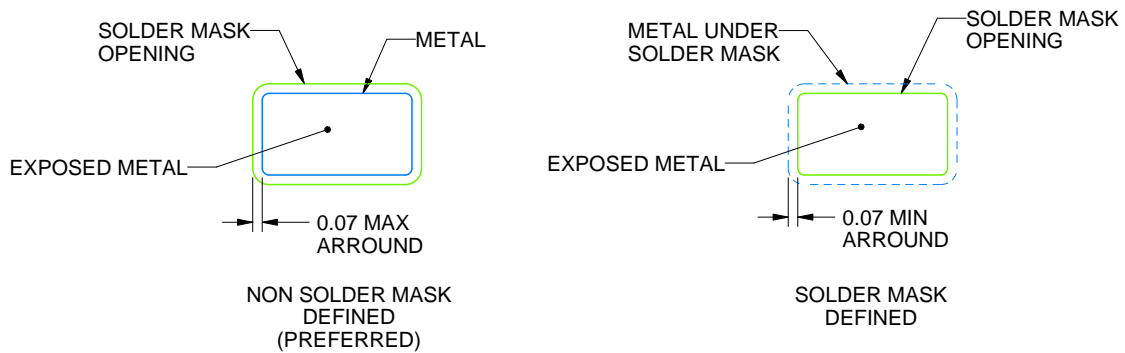 SOLDER MASK
OPENING
METAL
EXPOSED METAL
0.07 MAX
ARROUND
NON SOLDER MASK
DEFINED
(PREFERRED)
METAL UNDER
SOLDER MASK
SOLDER MASK
OPENING
EXPOSED METAL
0.07 MIN
ARROUND
SOLDER MASK
DEFINED